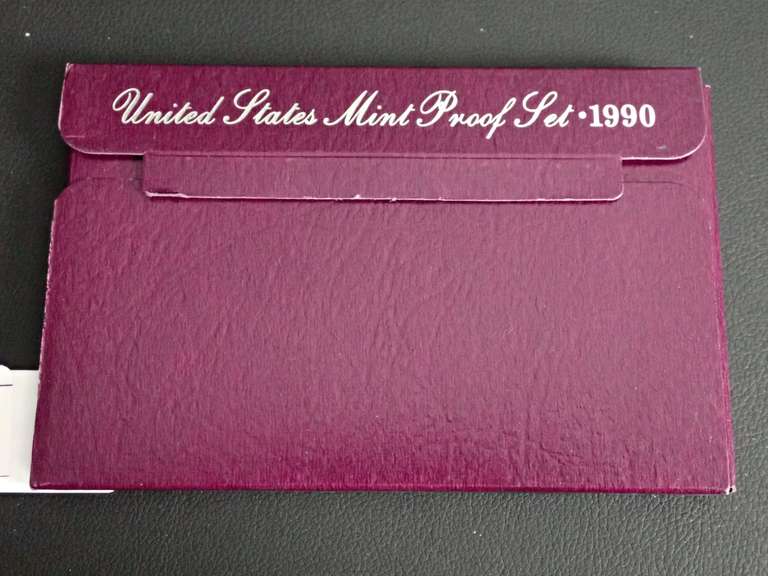 United States Mint Proof Set • 1990